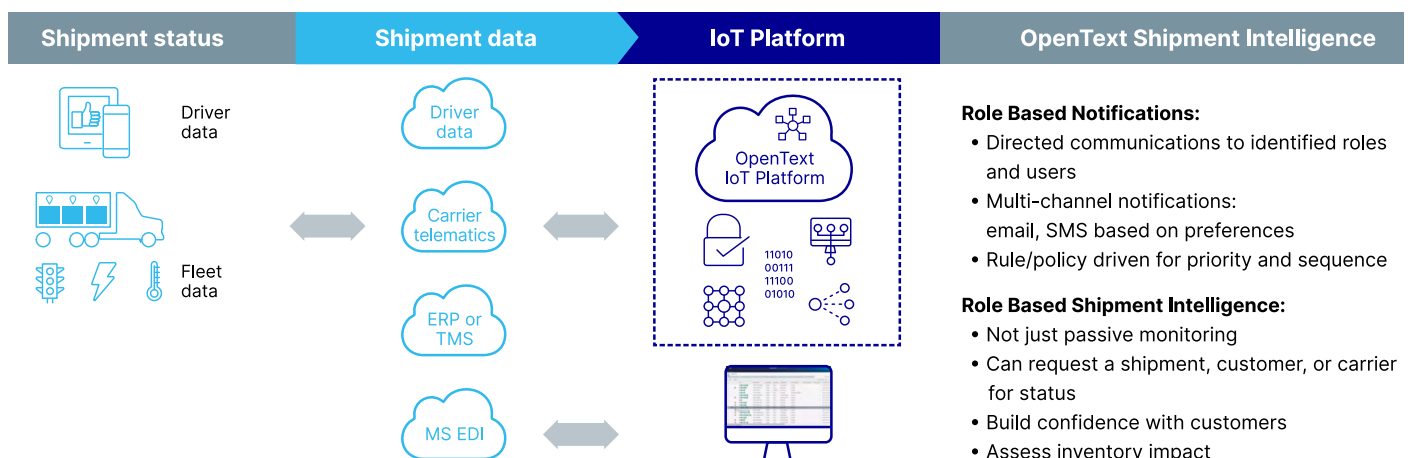 Shipment status
Shipment data
IoT Platform
OpenText Shipment Intelligence
Driver
data
Fleet
data
Driver
data
Carrier
telematics
ERP or
TMS
MS EDI
OpenText
IoT Platform
11010
00111
11100
01010
Role Based Notifications:
• Directed communications to identified roles
and users
• Multi-channel notifications:
email, SMS based on preferences
• Rule/policy driven for priority and sequence
Role Based Shipment Intelligence:
• Not just passive monitoring
• Can request a shipment, customer, or carrier
for status
• Build confidence with customers
• Assess inventory impact